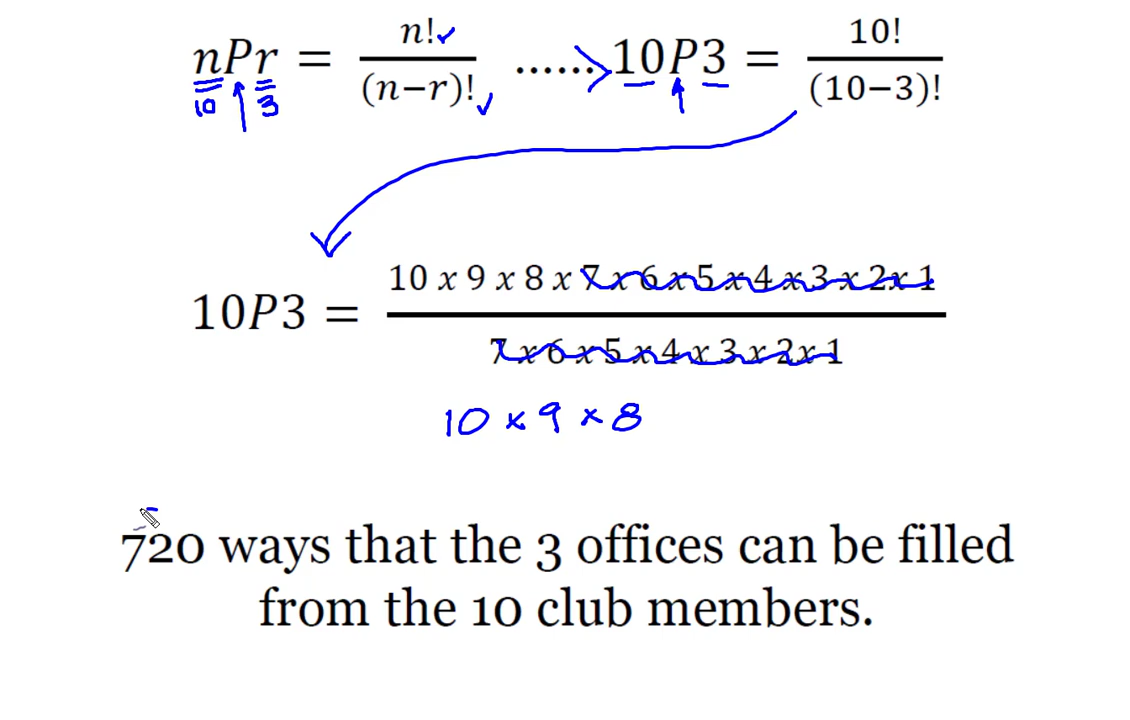 nPr = n! / (n−r)! ...... > 10P3 = 10! / (10−3)!
10 3
10P3 = 10 x 9 x 8 x 7 x 6 x 5 x 4 x 3 x 2 x 1 / 7 x 6 x 5 x 4 x 3 x 2 x 1
10 x 9 x 8
720 ways that the 3 offices can be filled
from the 10 club members.